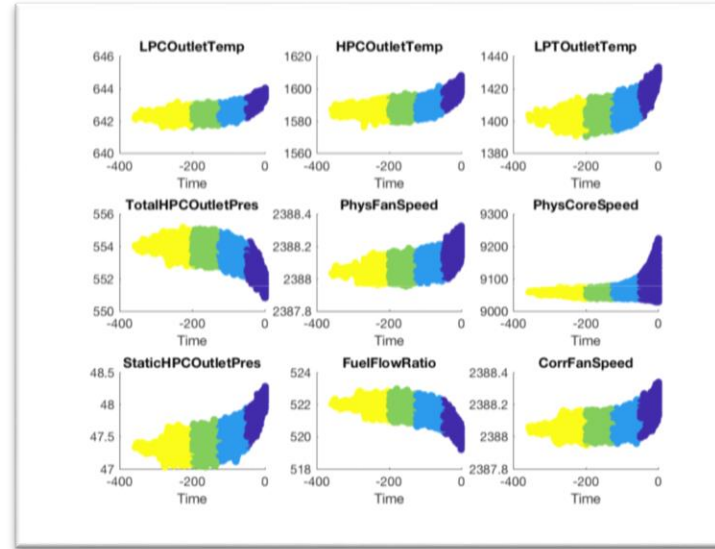 LPCOutletTemp HPCOutletTemp LPTOutletTemp
646 1620 1440
644 1600 1420
642 1580 1400
640 1560 1380
-400 -200 0 -400 -200 0 -400 -200 0
Time Time Time
TotalHPCOutletPres PhysFanSpeed PhysCoreSpeed
556 2388.4 9300
554 2388.2 9200
552 2388 9100
550 2387.8 9000
-400 -200 0 -400 -200 0 -400 -200 0
Time Time Time
StaticHPCOutletPres FuelFlowRatio CorrFanSpeed
48.5 524 2388.4
48 522 2388.2
47.5 520 2388
47 518 2387.8
-400 -200 0 -400 -200 0 -400 -200 0
Time Time Time